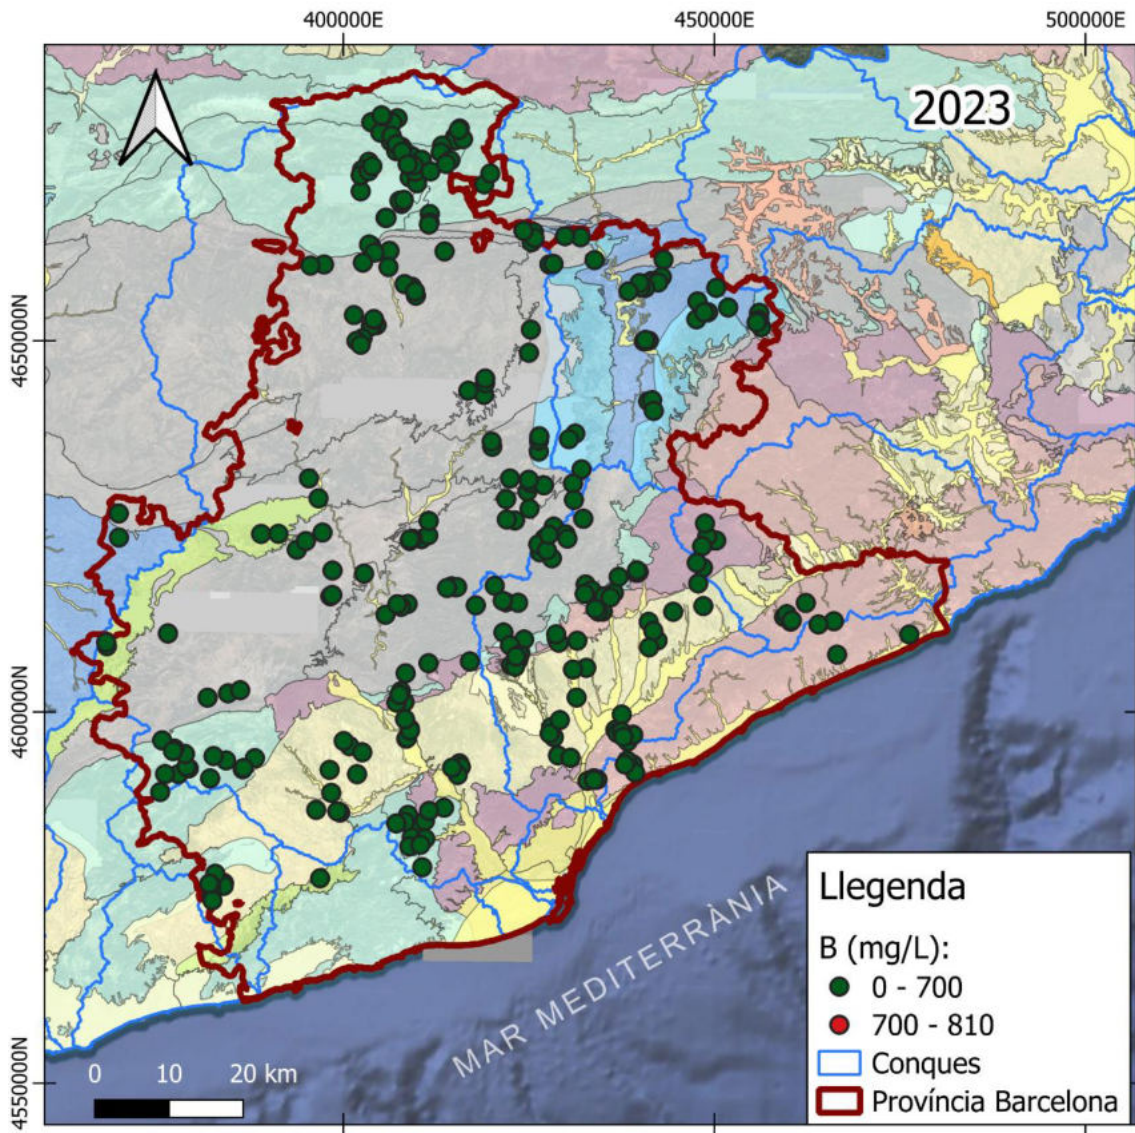 400000E
450000E
500000E
2023
4650000N
4600000N
4550000N
MAR MEDITERRÀNIA
0
10
20 km
Llegenda
B (mg/L):
0 - 700
700 - 810
Conques
Província Barcelona